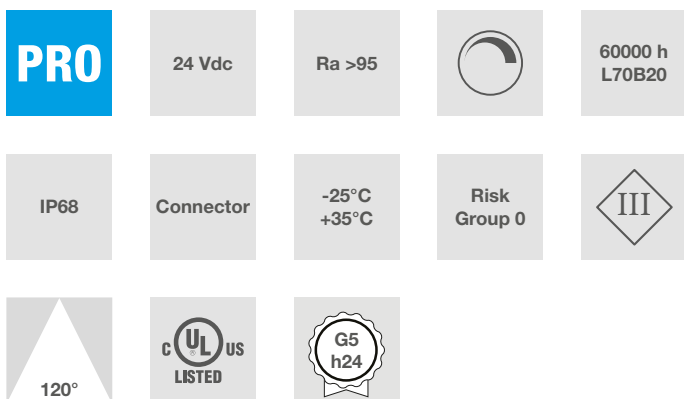 PRO
24 Vdc
Ra >95
60000 h
L70B20
IP68
Connector
-25°C
+35°C
Risk
Group 0
III
120°
C UL US
®
LISTED
G5
h24